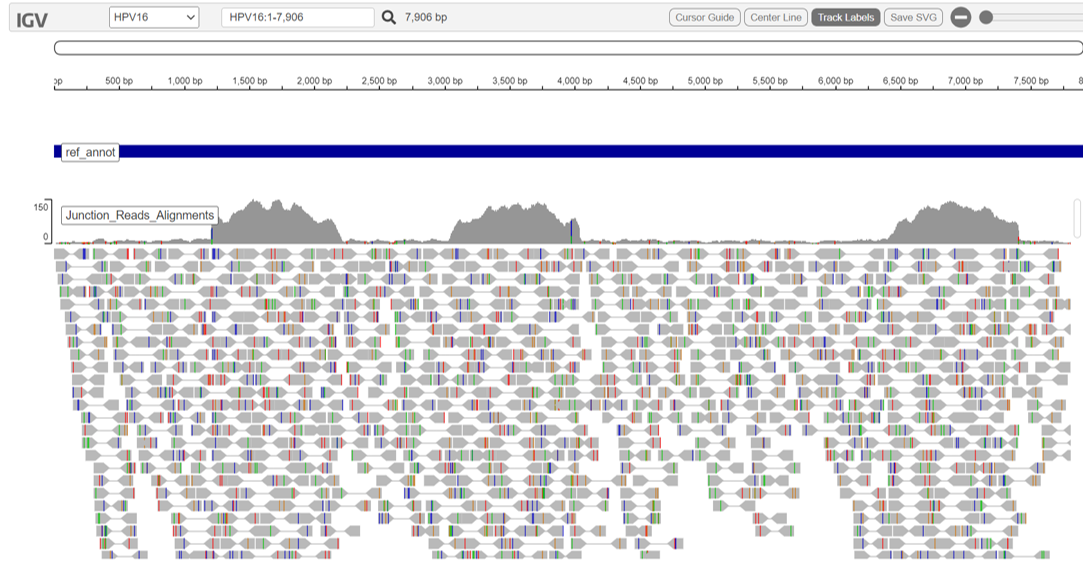 IGV HPV16 HPV16:1-7,906 7,906 bp Cursor Guide Center Line Track Labels Save SVG
bp 500 bp 1,000 bp 1,500 bp 2,000 bp 2,500 bp 3,000 bp 3,500 bp 4,000 bp 4,500 bp 5,000 bp 5,500 bp 6,000 bp 6,500 bp 7,000 bp 7,500 bp 8
ref_annot
150
Junction_Reads_Alignments
0